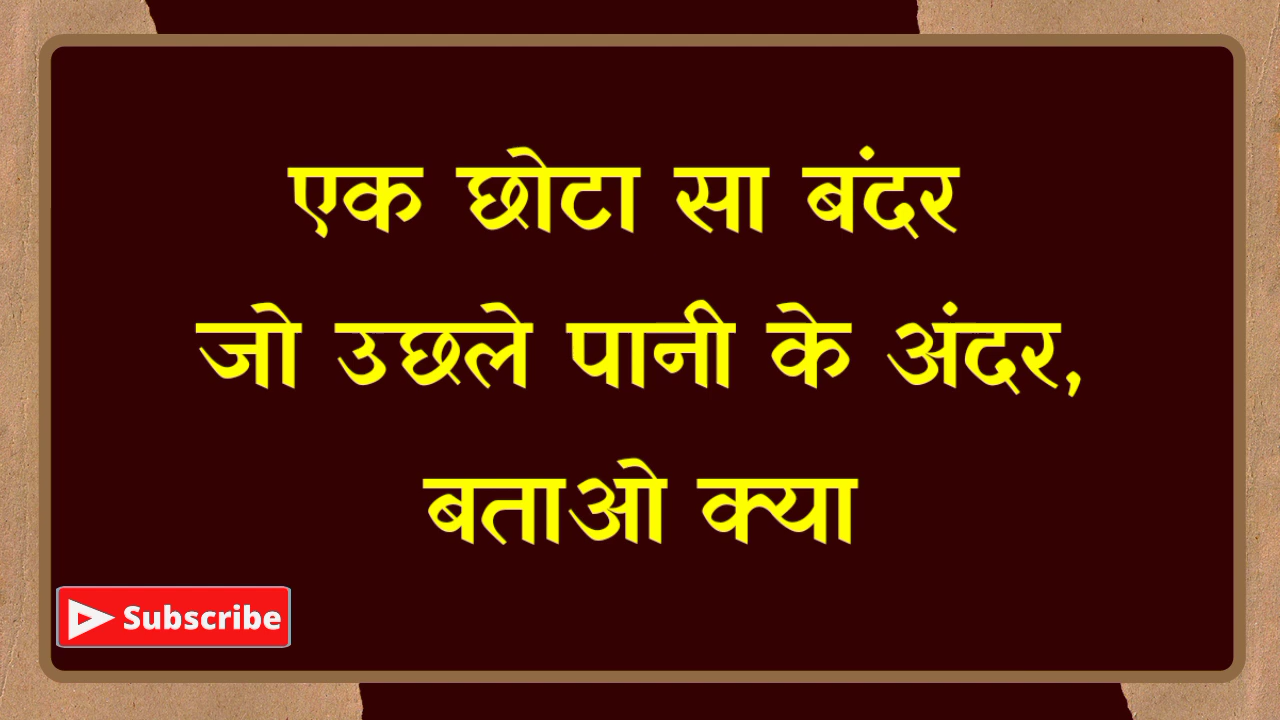 एक छोटा सा बंदर
जो उछले पानी के अंदर,
बताओ क्या
Subscribe